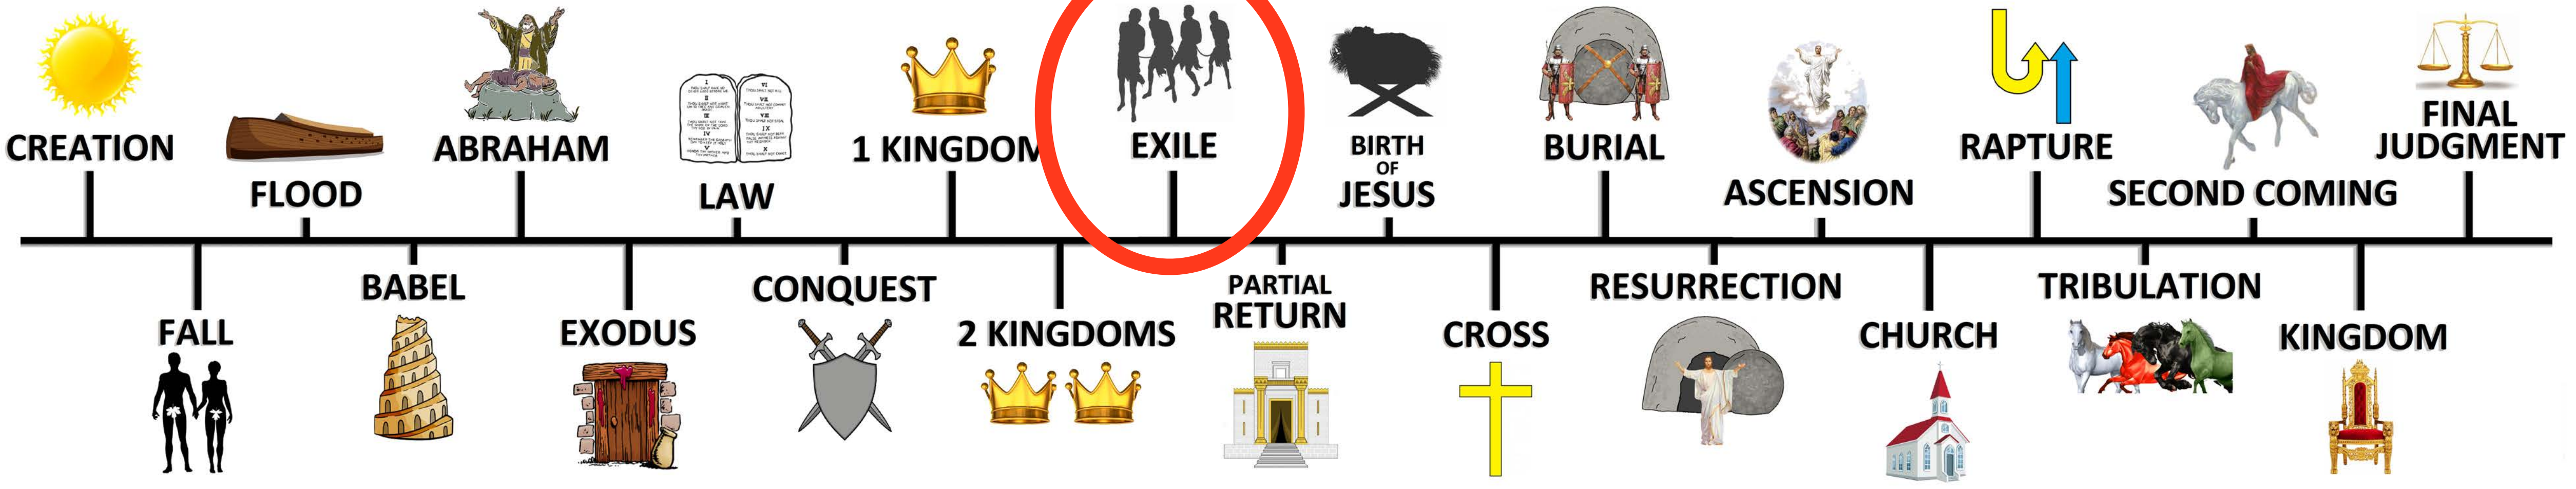 CREATION
FALL
FLOOD
BABEL
ABRAHAM
EXODUS
LAW
CONQUEST
1 KINGDOM
2 KINGDOMS
EXILE
PARTIAL
RETURN
BIRTH
OF
JESUS
CROSS
BURIAL
RESURRECTION
ASCENSION
CHURCH
RAPTURE
TRIBULATION
SECOND COMING
KINGDOM
FINAL
JUDGMENT